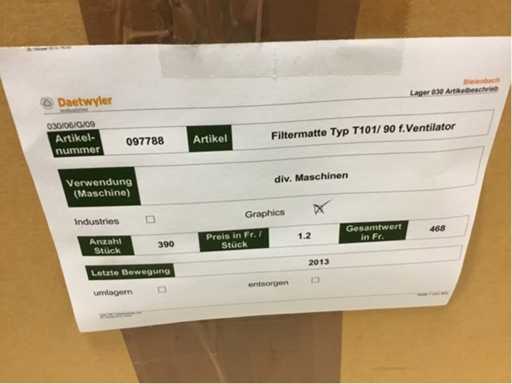 Bleienbach
Lager 030 Artikelbeschrieb
Daetwyler
030/06/G/09
Artikel-nummer 097788 Artikel Filtermatte Typ T101/ 90 f.Ventilator
Verwendung (Maschine) div. Maschinen
Industries Graphics
Anzahl Stück 390 Preis in Fr. / Stück 1.2 Gesamtwert in Fr. 468
Letzte Bewegung 2013
umlagern entsorgen